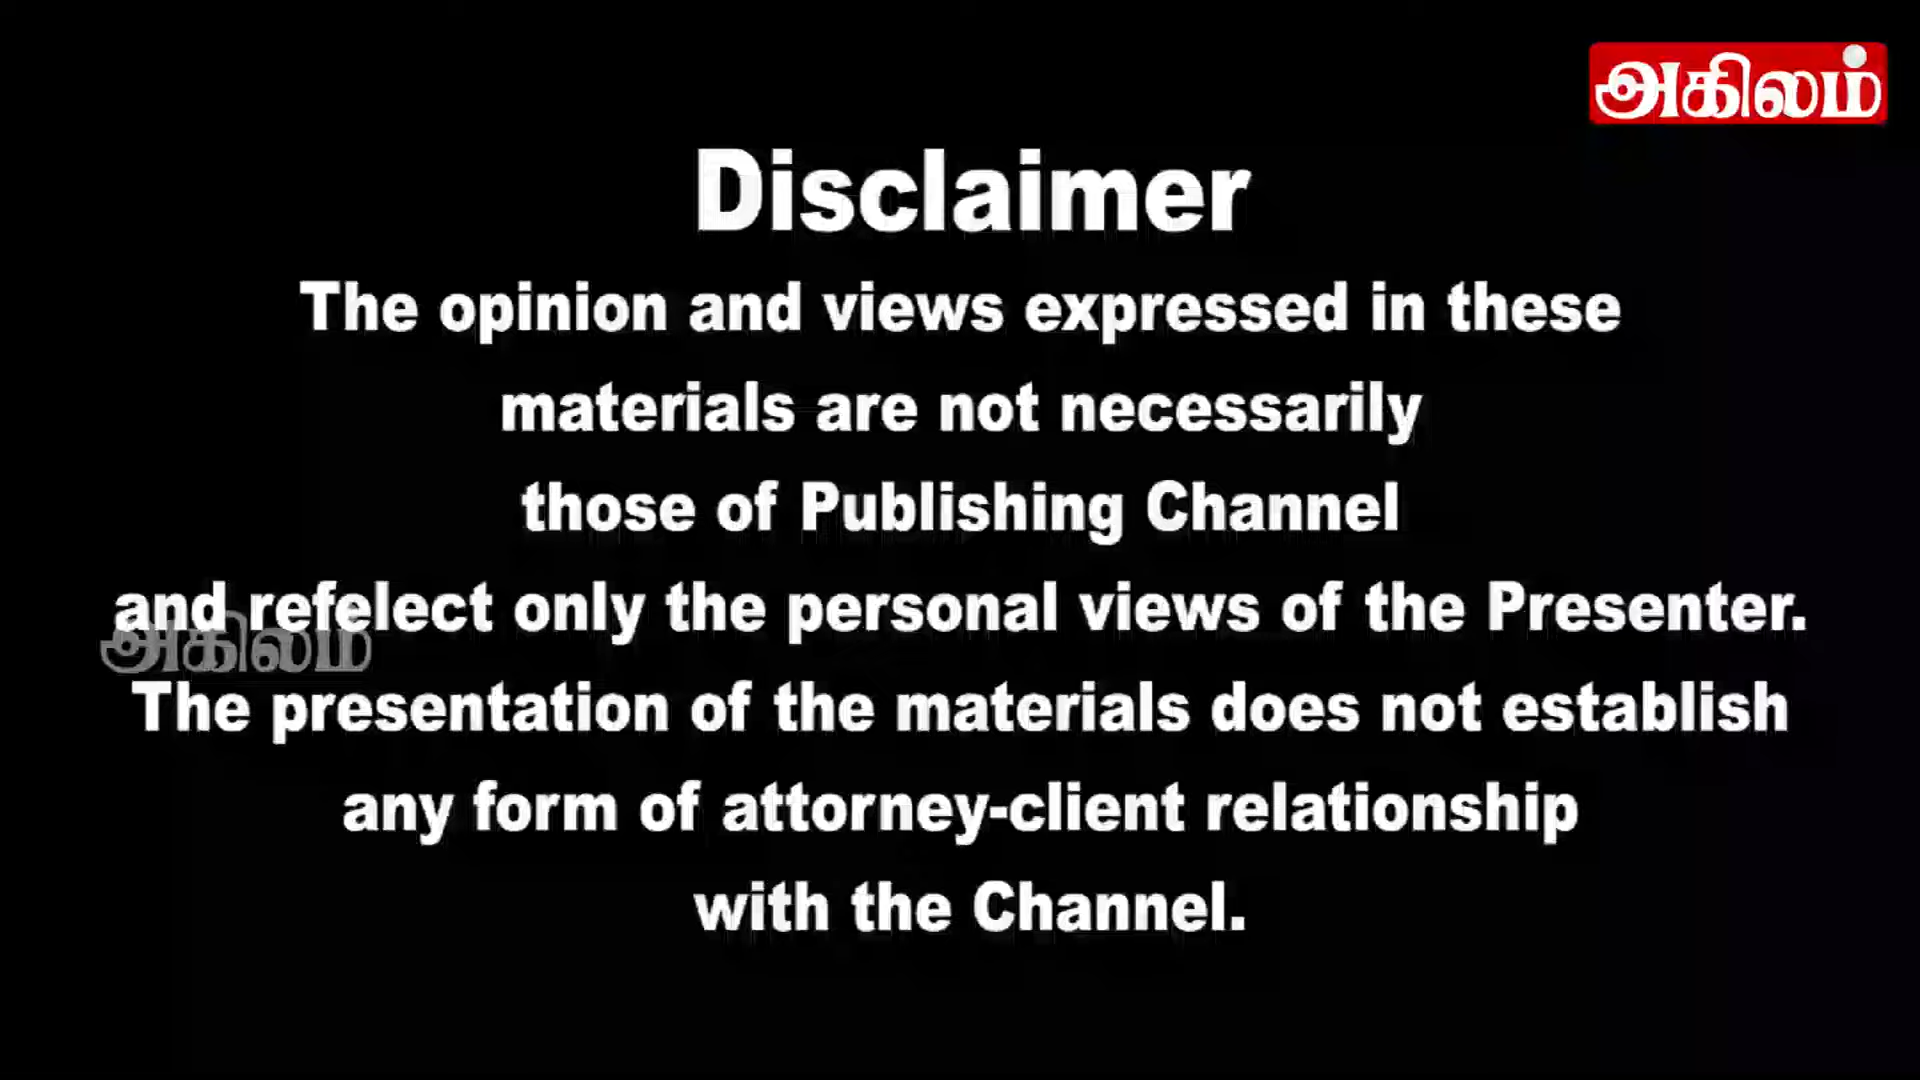 அகிலம்
Disclaimer
The opinion and views expressed in these
materials are not necessarily
those of Publishing Channel
and refelect only the personal views of the Presenter.
அகிலம்
The presentation of the materials does not establish
any form of attorney-client relationship
with the Channel.